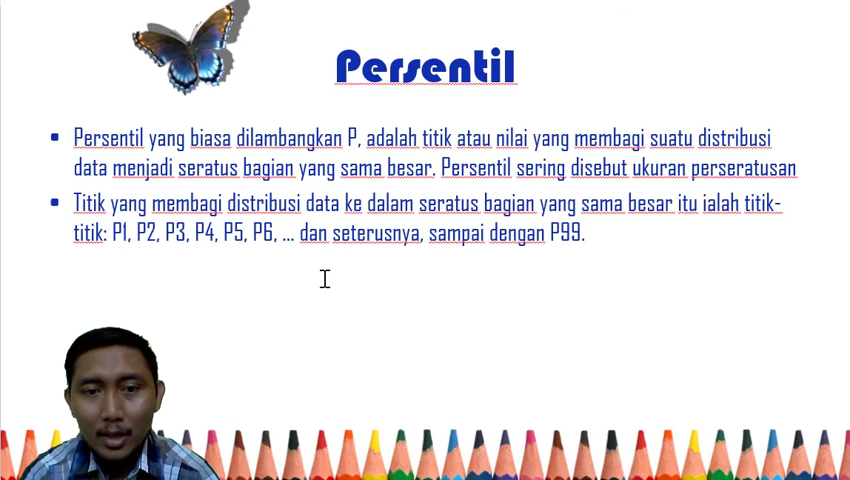 Persentil
Persentil yang biasa dilambangkan P, adalah titik atau nilai yang membagi suatu distribusi
data menjadi seratus bagian yang sama besar. Persentil sering disebut ukuran perseratusan
Titik yang membagi distribusi data ke dalam seratus bagian yang sama besar itu ialah titik-
titik: P1, P2, P3, P4, P5, P6, ... dan seterusnya, sampai dengan P99.